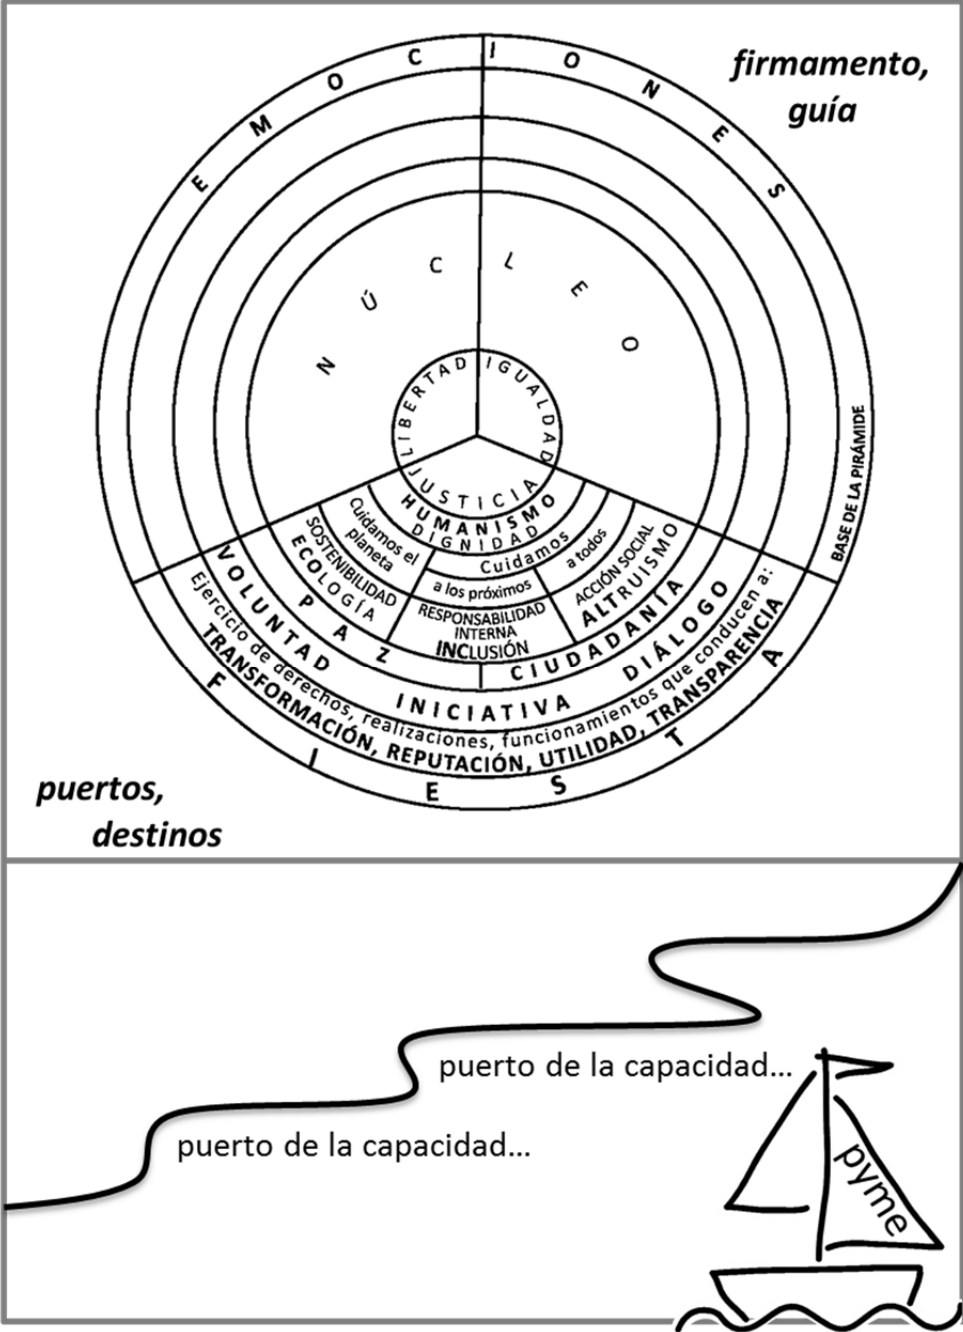 firmamento,
guía
EMOCIONES
NÚCLEO
LIBERTAD
IGUALDAD
JUSTICIA
HUMANISMO
DIGNIDAD
Cuidamos el
planeta
SOSTENIBILIDAD
ECOLOGÍA
Cuidamos
a los próximos
RESPONSABILIDAD
INTERNA
INCLUSIÓN
a todos
ACCIÓN SOCIAL
ALTRUISMO
PAZ
CIUDADANÍA
VOLUNTAD INICIATIVA DIÁLOGO
Ejercicio de derechos, realizaciones, funcionamientos que conducen a:
TRANSFORMACIÓN, REPUTACIÓN, UTILIDAD, TRANSPARENCIA
FIESTA
BASE DE LA PIRÁMIDE
puertos,
destinos
puerto de la capacidad...
puerto de la capacidad...
pyme